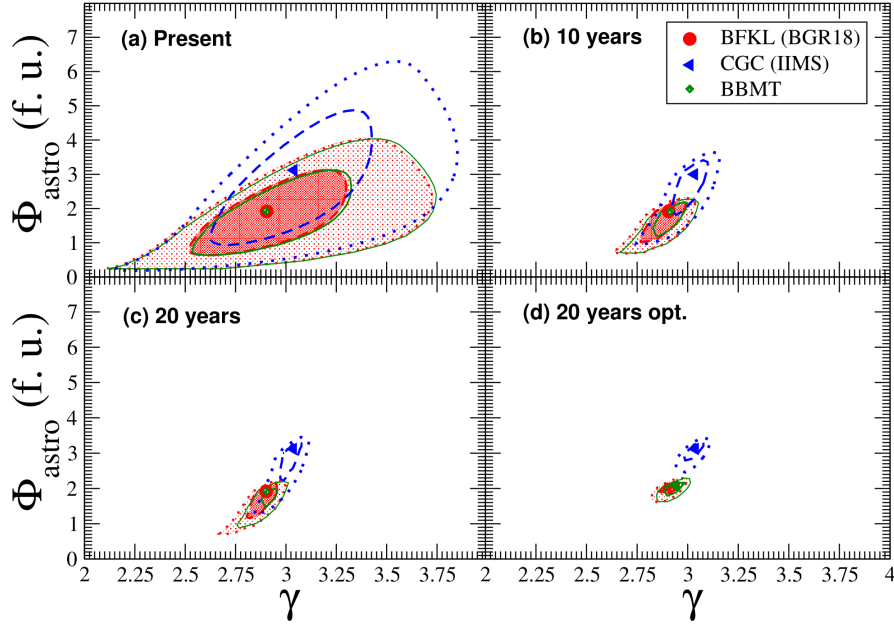 (a) Present
(b) 10 years
BFKL (BGR18)
CGC (IIMS)
BBMT
Φastro (f. u.)
7
6
5
4
3
2
1
0
(c) 20 years
(d) 20 years opt.
Φastro (f. u.)
7
6
5
4
3
2
1
0
2 2.25 2.5 2.75 3 3.25 3.5 3.75 2 2.25 2.5 2.75 3 3.25 3.5 3.75 4
γ γ